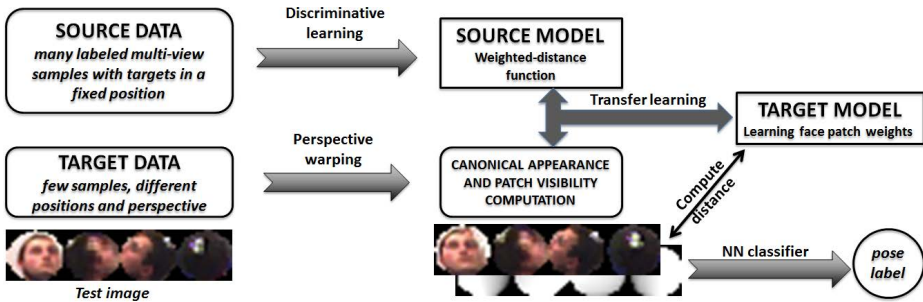 SOURCE DATA
many labeled multi-view
samples with targets in a
fixed position
Discriminative
learning
SOURCE MODEL
Weighted-distance
function
Transfer learning
TARGET MODEL
Learning face patch weights
TARGET DATA
few samples, different
positions and perspective
Perspective
warping
CANONICAL APPEARANCE
AND PATCH VISIBILITY
COMPUTATION
Compute
distance
Test image
NN classifier
pose
label